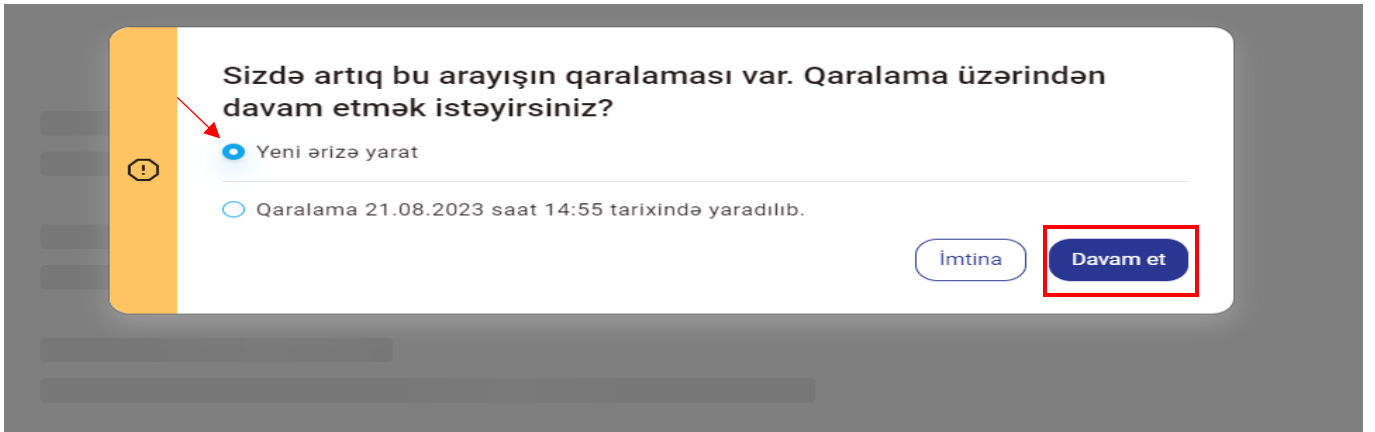 Sizdə artıq bu arayışın qaralaması var. Qaralama üzərindən
davam etmək istəyirsiniz?
Yeni ərizə yarat
Qaralama 21.08.2023 saat 14:55 tarixində yaradılıb.
İmtina
Davam et